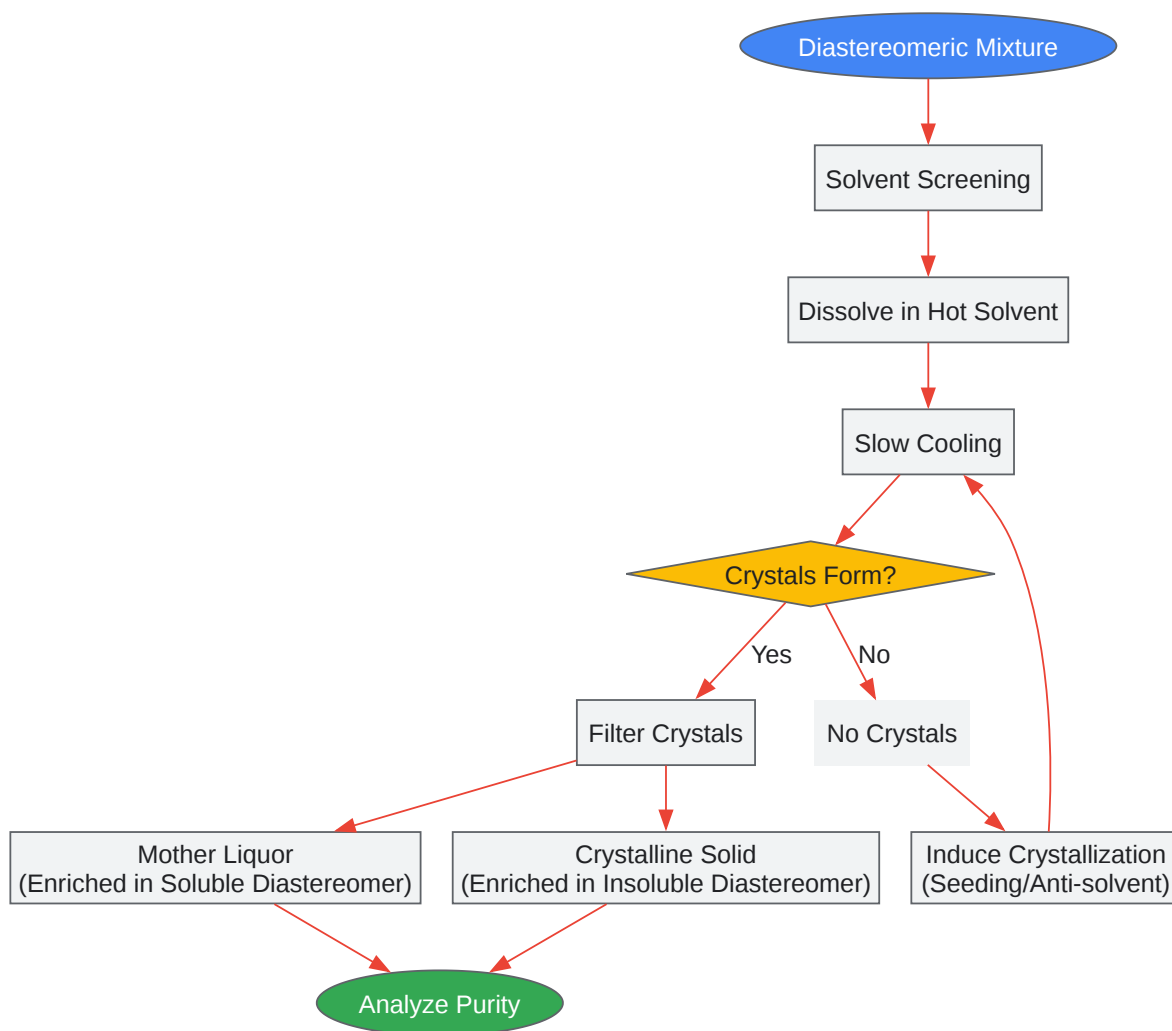 Diastereomeric Mixture
Solvent Screening
Dissolve in Hot Solvent
Slow Cooling
Crystals Form?
Yes
No
Filter Crystals
No Crystals
Mother Liquor
(Enriched in Soluble Diastereomer)
Crystalline Solid
(Enriched in Insoluble Diastereomer)
Induce Crystallization
(Seeding/Anti-solvent)
Analyze Purity